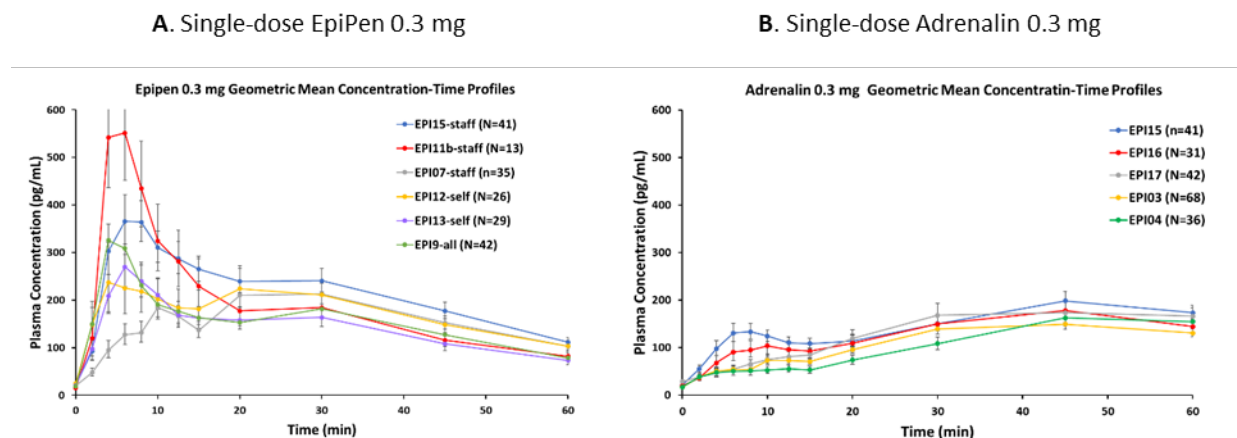 A. Single-dose EpiPen 0.3 mg
B. Single-dose Adrenalin 0.3 mg
Epipen 0.3 mg Geometric Mean Concentration-Time Profiles
600
500
400
300
200
100
0
Plasma Concentration (pg/mL)
EPI15-staff (N=41)
EPI11b-staff (N=13)
EPI07-staff (n=35)
EPI12-self (N=26)
EPI13-self (N=29)
EPI9-all (N=42)
0 10 20 30 40 50 60
Time (min)
Adrenalin 0.3 mg Geometric Mean Concentratin-Time Profiles
600
500
400
300
200
100
0
Plasma Concentration (pg/mL)
EPI15 (n=41)
EPI16 (N=31)
EPI17 (N=42)
EPI03 (N=68)
EPI04 (N=36)
0 10 20 30 40 50 60
Time (min)